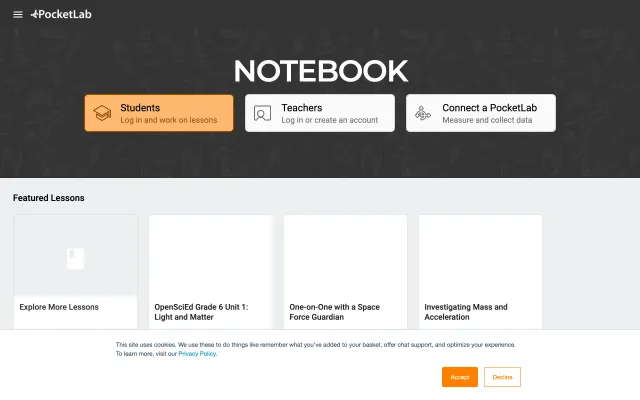 PocketLab
NOTEBOOK
Students
Log in and work on lessons
Teachers
Log in or create an account
Connect a PocketLab
Measure and collect data
Featured Lessons
Explore More Lessons
OpenSciEd Grade 6 Unit 1:
Light and Matter
One-on-One with a Space
Force Guardian
Investigating Mass and
Acceleration
This site uses cookies. We use these to do things like remember what you've added to your basket, offer chat support, and optimize your experience.
To learn more, visit our Privacy Policy.
Accept
Decline